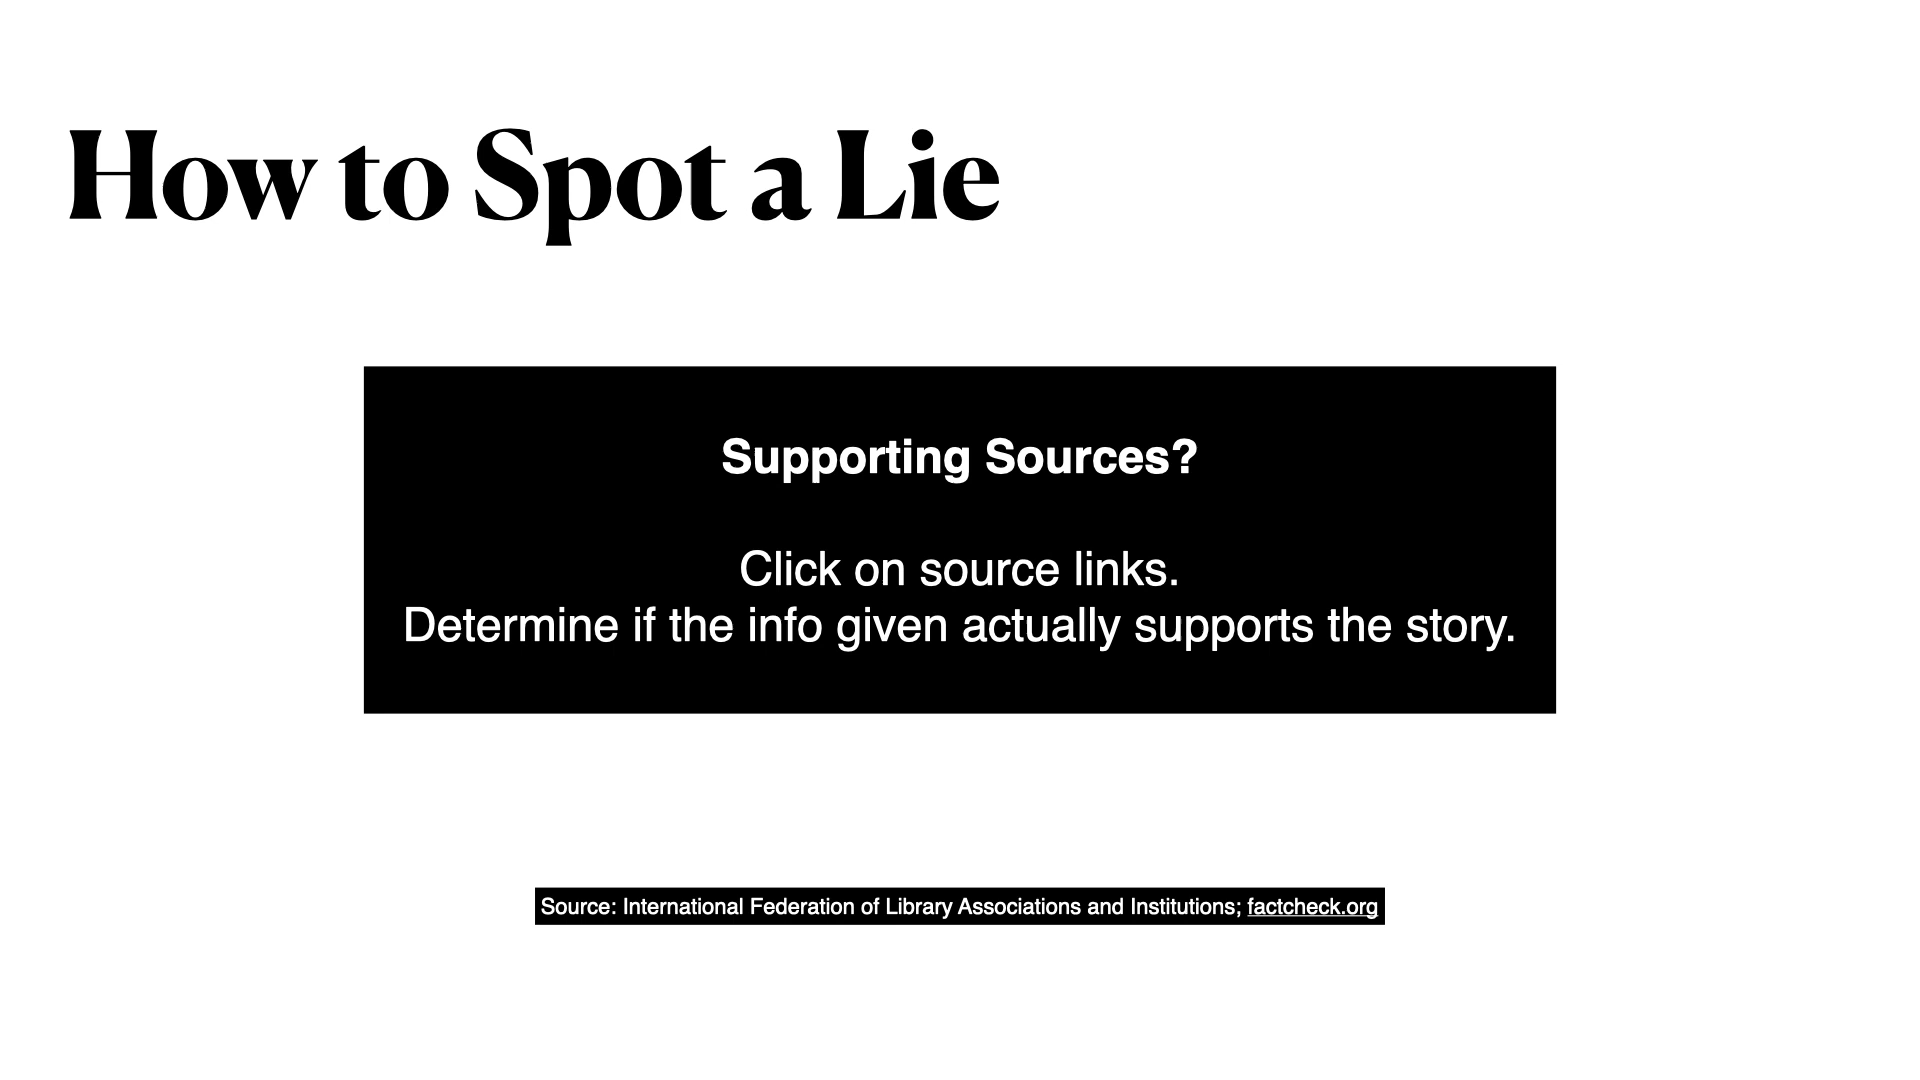 How to Spot a Lie
Supporting Sources?
Click on source links.
Determine if the info given actually supports the story.
Source: International Federation of Library Associations and Institutions; factcheck.org